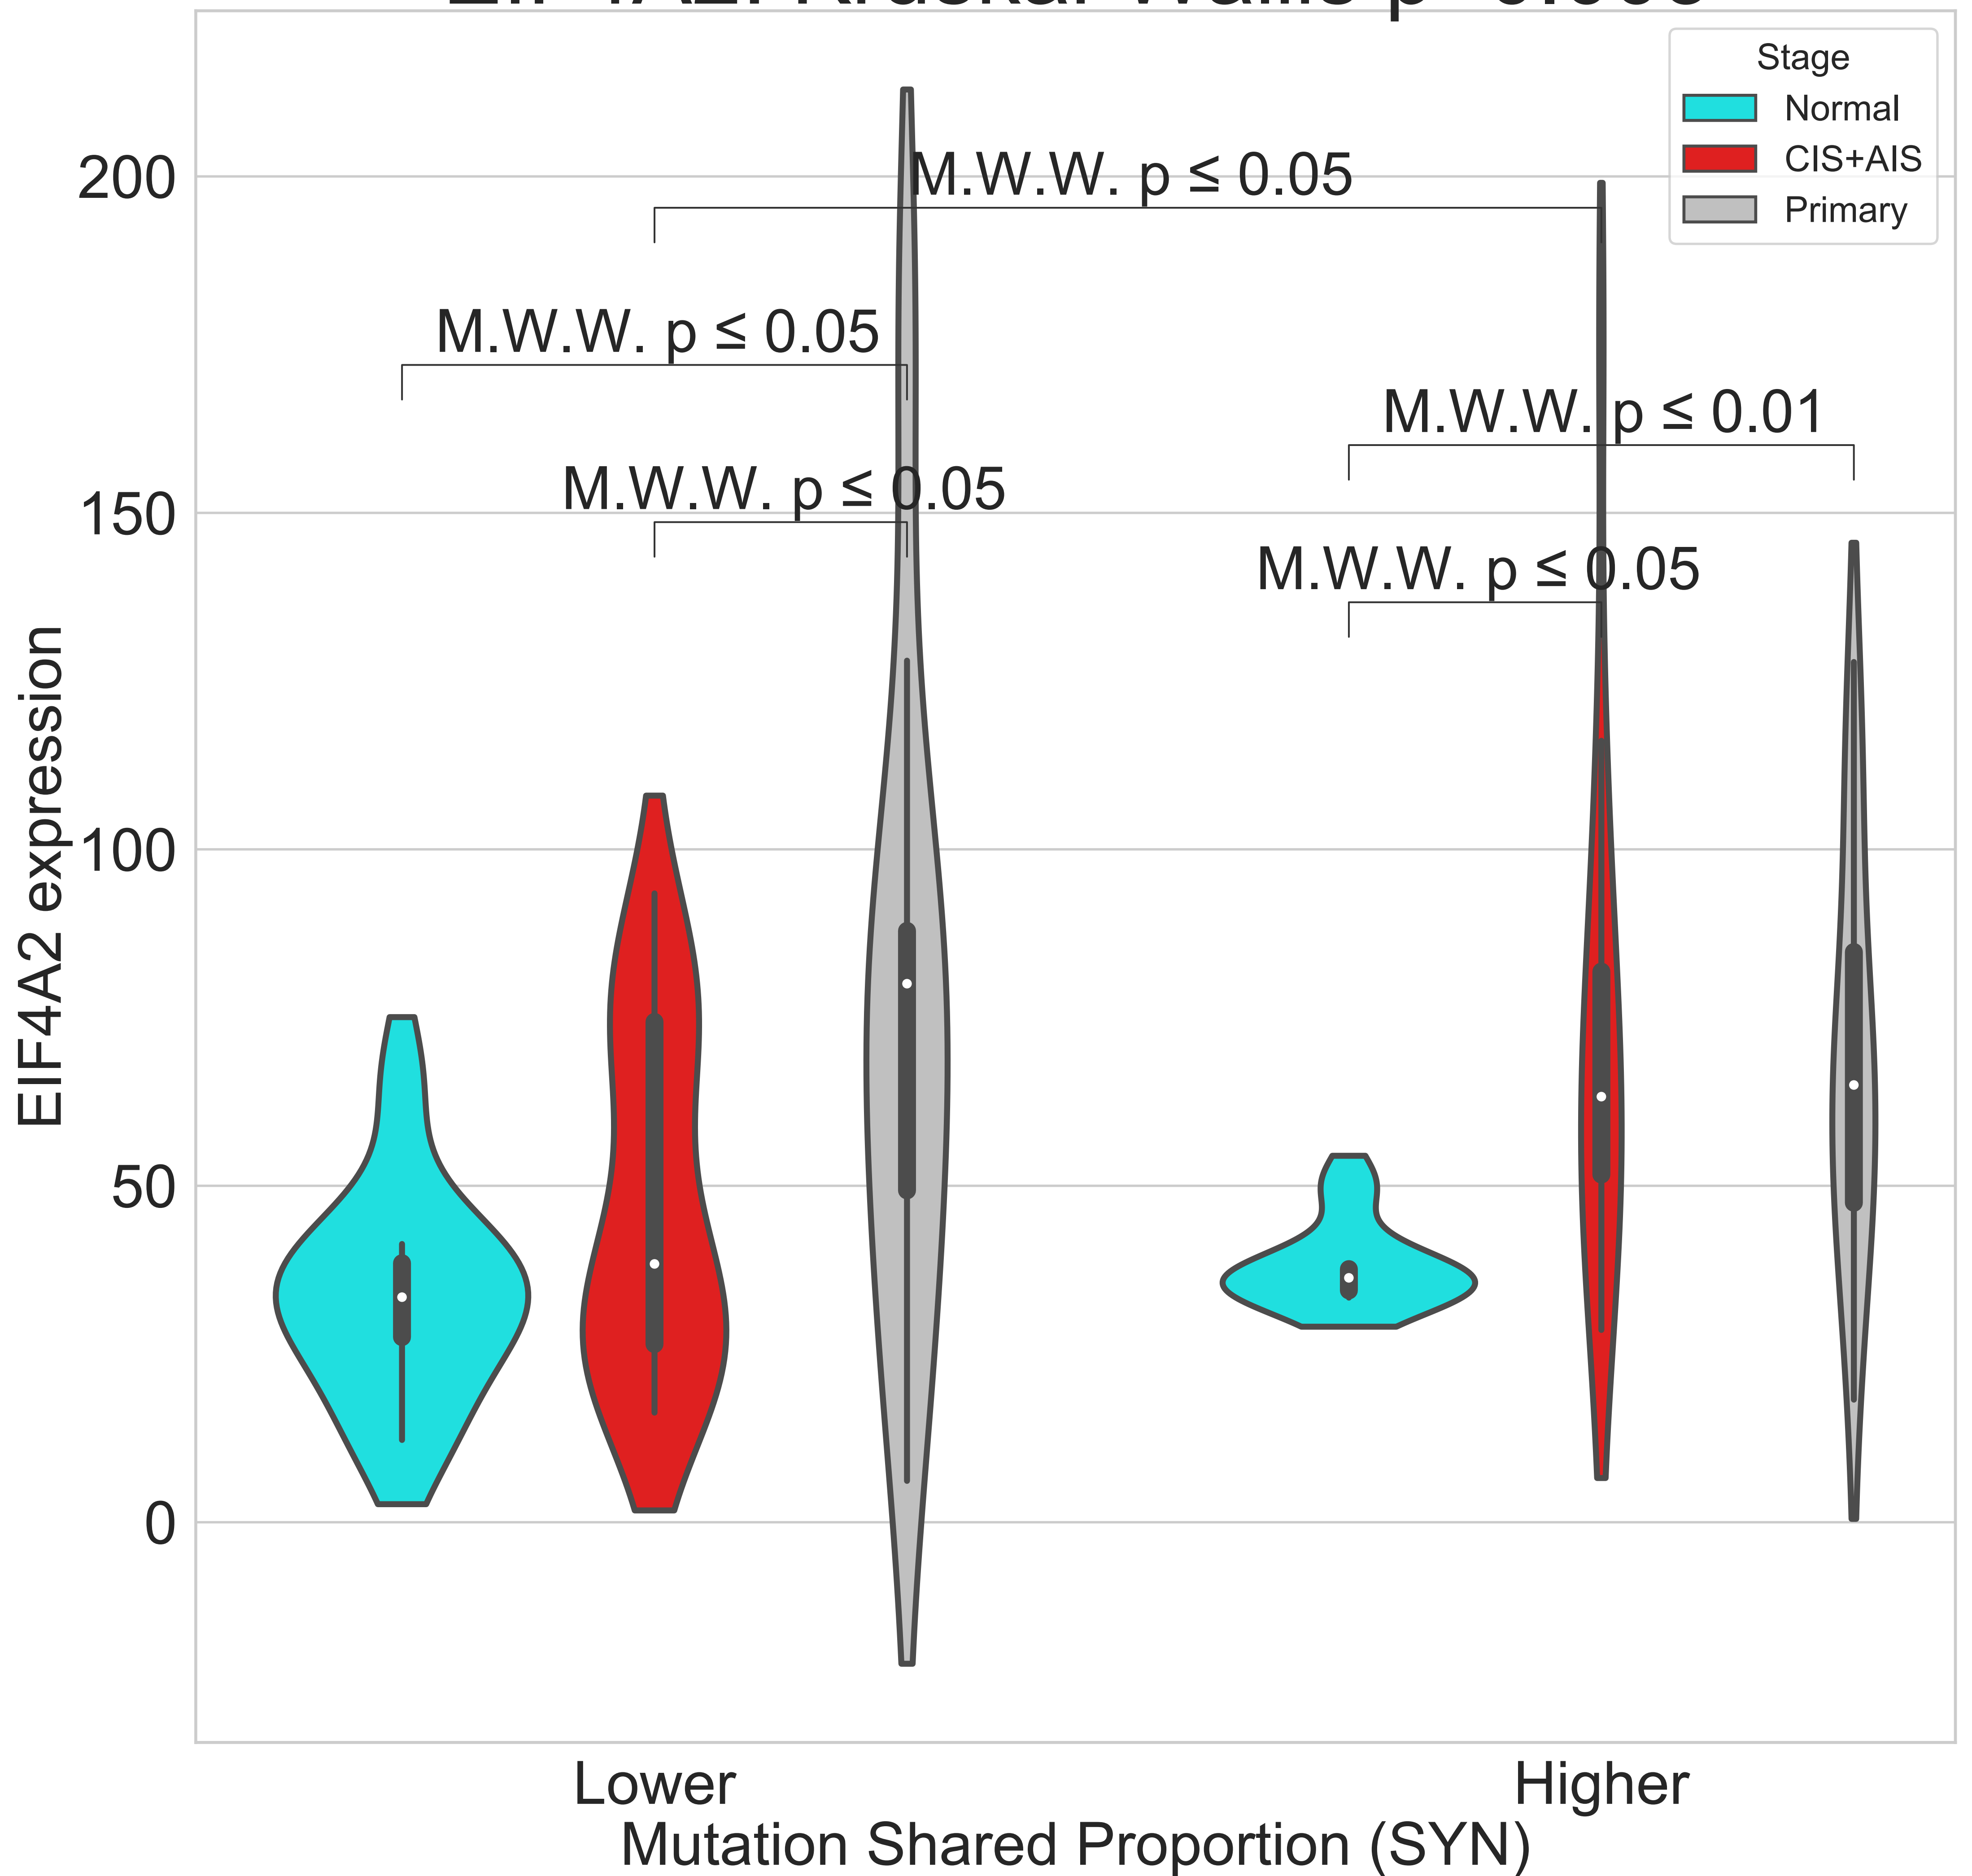 Stage
Normal
CIS+AIS
Primary
200
150
100
50
0
EIF4A2 expression
M.W.W. p ≤ 0.05
M.W.W. p ≤ 0.05
M.W.W. p ≤ 0.01
M.W.W. p ≤ 0.05
M.W.W. p ≤ 0.05
Lower
Higher
Mutation Shared Proportion (SYN)